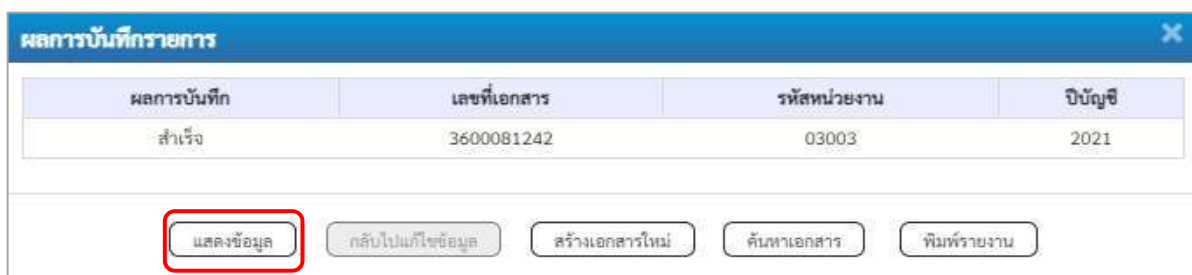 ผลการบันทึกรายการ
ผลการบันทึก เลขที่เอกสาร รหัสหน่วยงาน ปีบัญชี
สำเร็จ 3600081242 03003 2021
แสดงข้อมูล กลับไปแก้ไขข้อมูล สร้างเอกสารใหม่ ค้นหาเอกสาร พิมพ์รายงาน